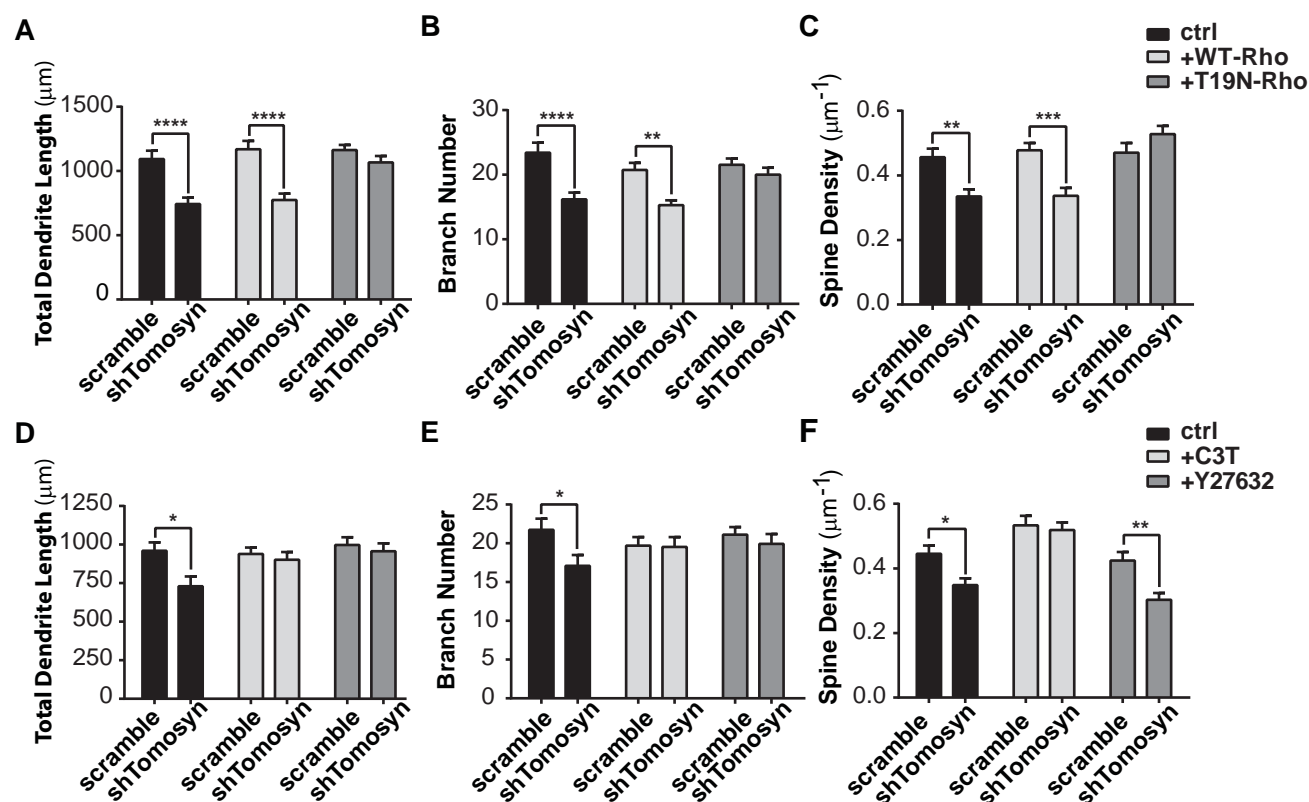 A
B
C
ctrl
+WT-Rho
+T19N-Rho
Total Dendrite Length (μm)
1500
1000
500
0
****
****
scramble
shTomosyn
scramble
shTomosyn
scramble
shTomosyn
Branch Number
30
20
10
0
****
**
scramble
shTomosyn
scramble
shTomosyn
scramble
shTomosyn
Spine Density (μm⁻¹)
0.6
0.4
0.2
0.0
**
***
scramble
shTomosyn
scramble
shTomosyn
scramble
shTomosyn
D
E
F
ctrl
+C3T
+Y27632
Total Dendrite Length (μm)
1250
1000
750
500
250
0
*
scramble
shTomosyn
scramble
shTomosyn
scramble
shTomosyn
Branch Number
25
20
15
10
5
0
*
scramble
shTomosyn
scramble
shTomosyn
scramble
shTomosyn
Spine Density (μm⁻¹)
0.6
0.4
0.2
0.0
*
**
scramble
shTomosyn
scramble
shTomosyn
scramble
shTomosyn